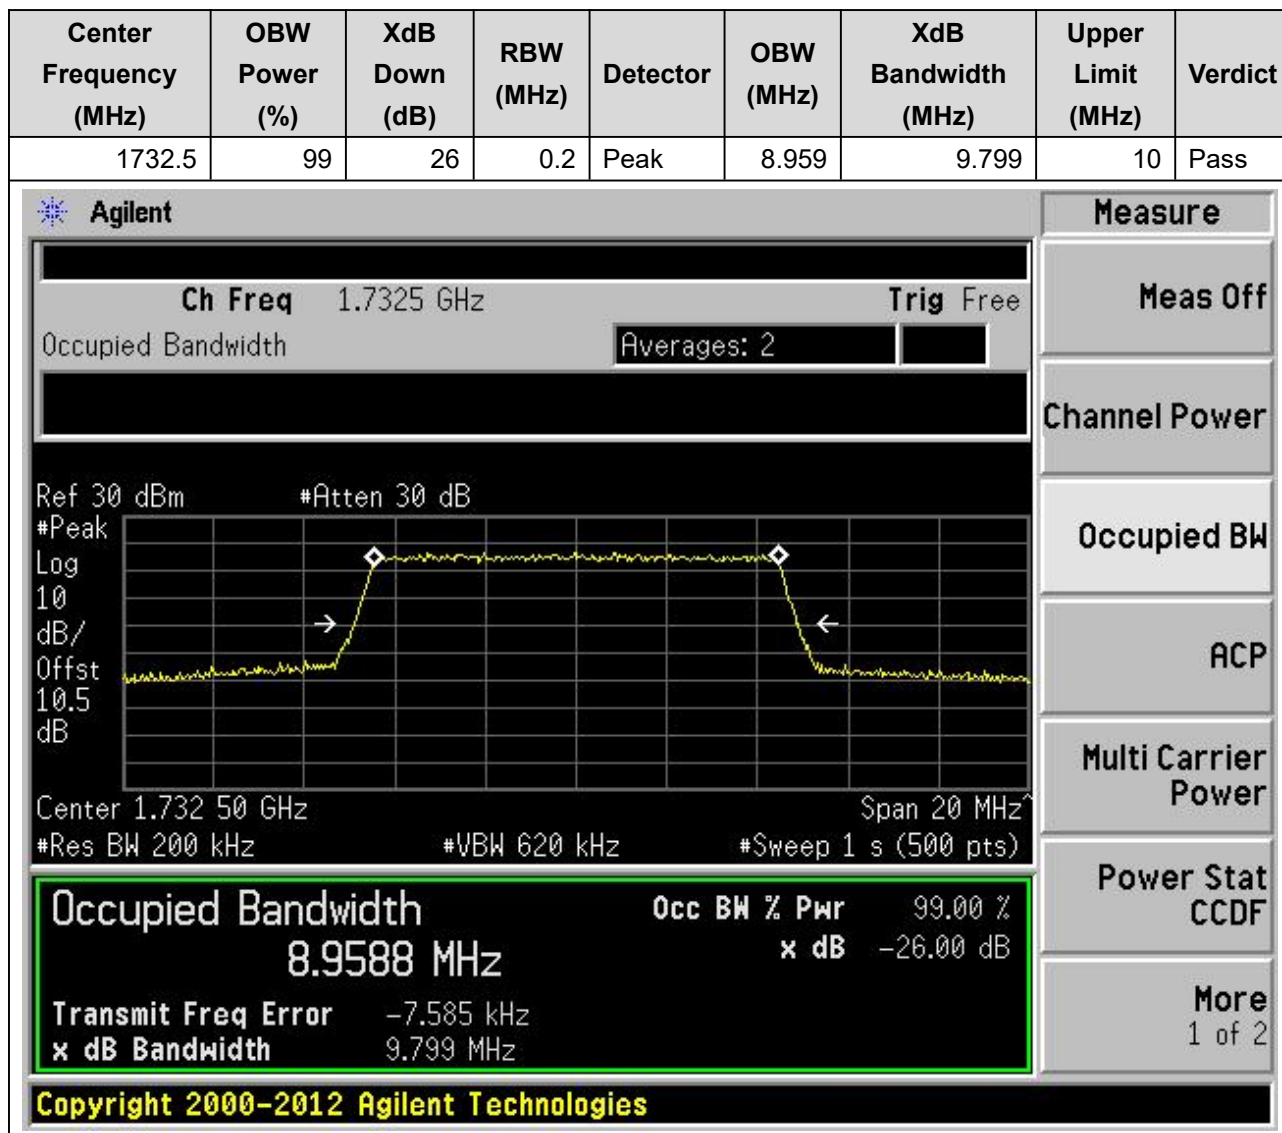 Center Frequency (MHz) OBW Power (%) XdB Down (dB) RBW (MHz) Detector OBW (MHz) XdB Bandwidth (MHz) Upper Limit (MHz) Verdict
1732.5 99 26 0.2 Peak 8.959 9.799 10 Pass
Agilent
Measure
Ch Freq 1.7325 GHz Trig Free
Meas Off
Occupied Bandwidth Averages: 2
Channel Power
Ref 30 dBm #Atten 30 dB
#Peak
Log
10
dB/
Offst
10.5
dB
Occupied BW
ACP
Multi Carrier
Power
Center 1.732 50 GHz Span 20 MHz^
#Res BW 200 kHz #VBW 620 kHz #Sweep 1 s (500 pts)
Power Stat
CCDF
Occupied Bandwidth Occ BW % Pwr 99.00 %
8.9588 MHz x dB -26.00 dB
Transmit Freq Error -7.585 kHz
x dB Bandwidth 9.799 MHz
More
1 of 2
Copyright 2000-2012 Agilent Technologies